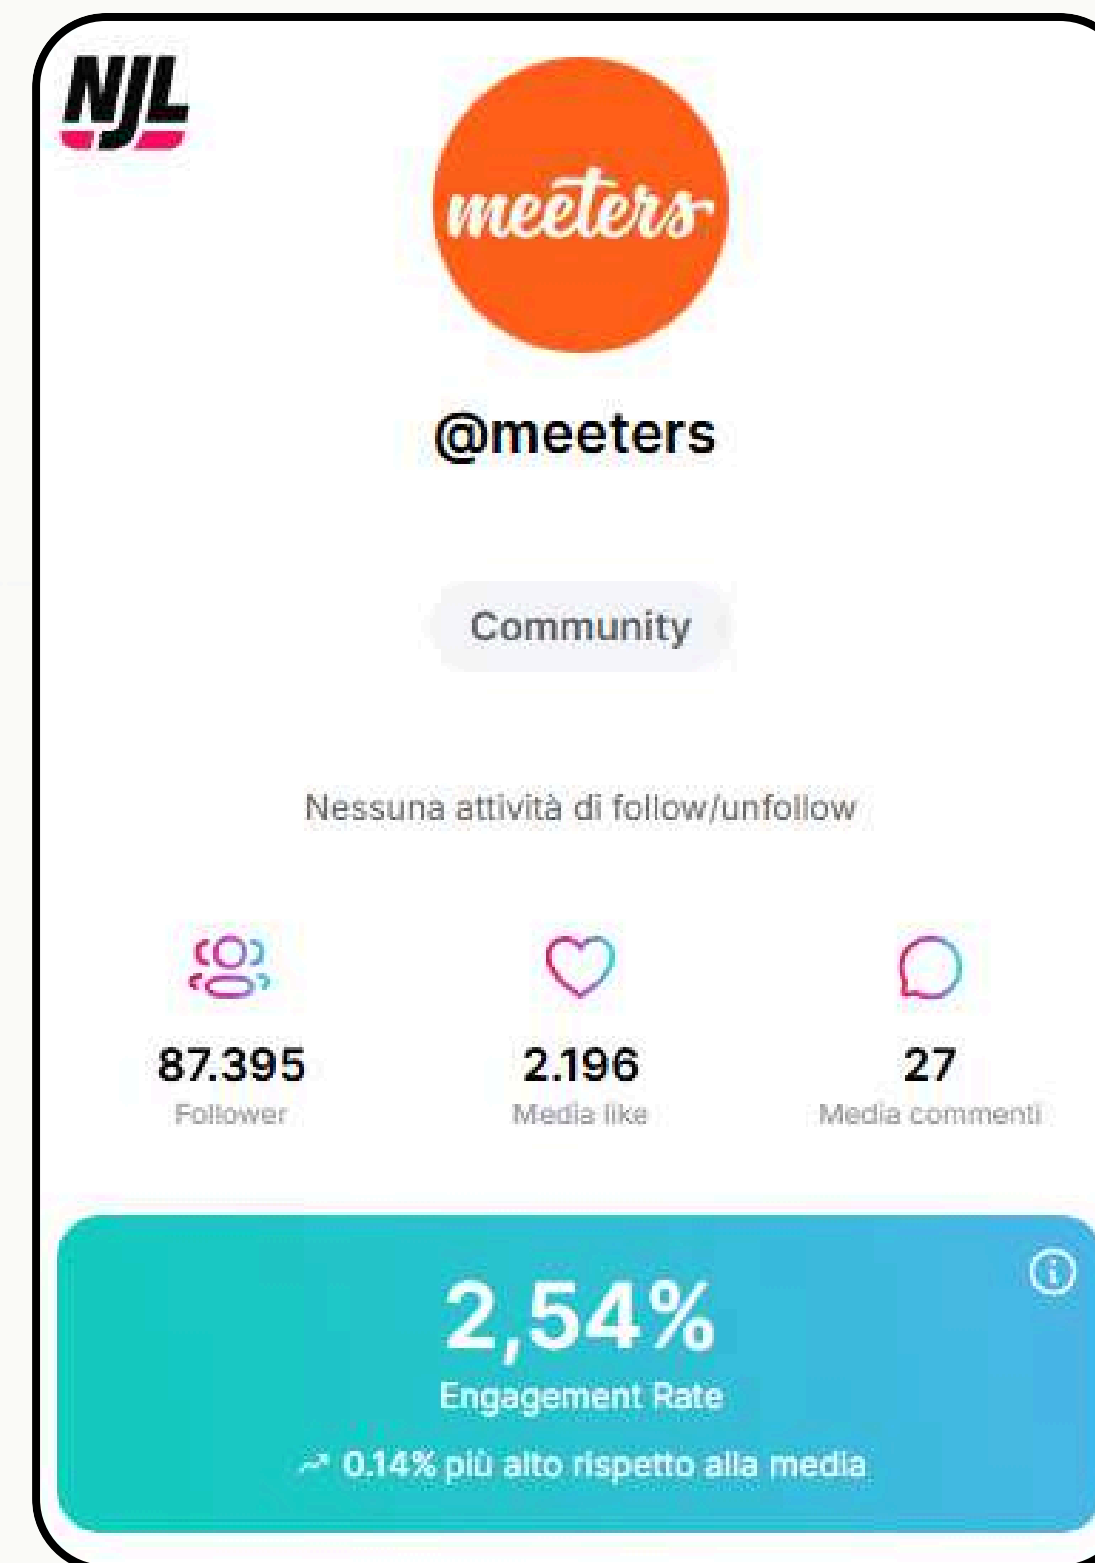 NJL
meeters
@meeters
Community
Nessuna attività di follow/unfollow
87.395
2.196
27
Follower
Media like
Media commenti
2,54%
Engagement Rate
0.14% più alto rispetto alla media